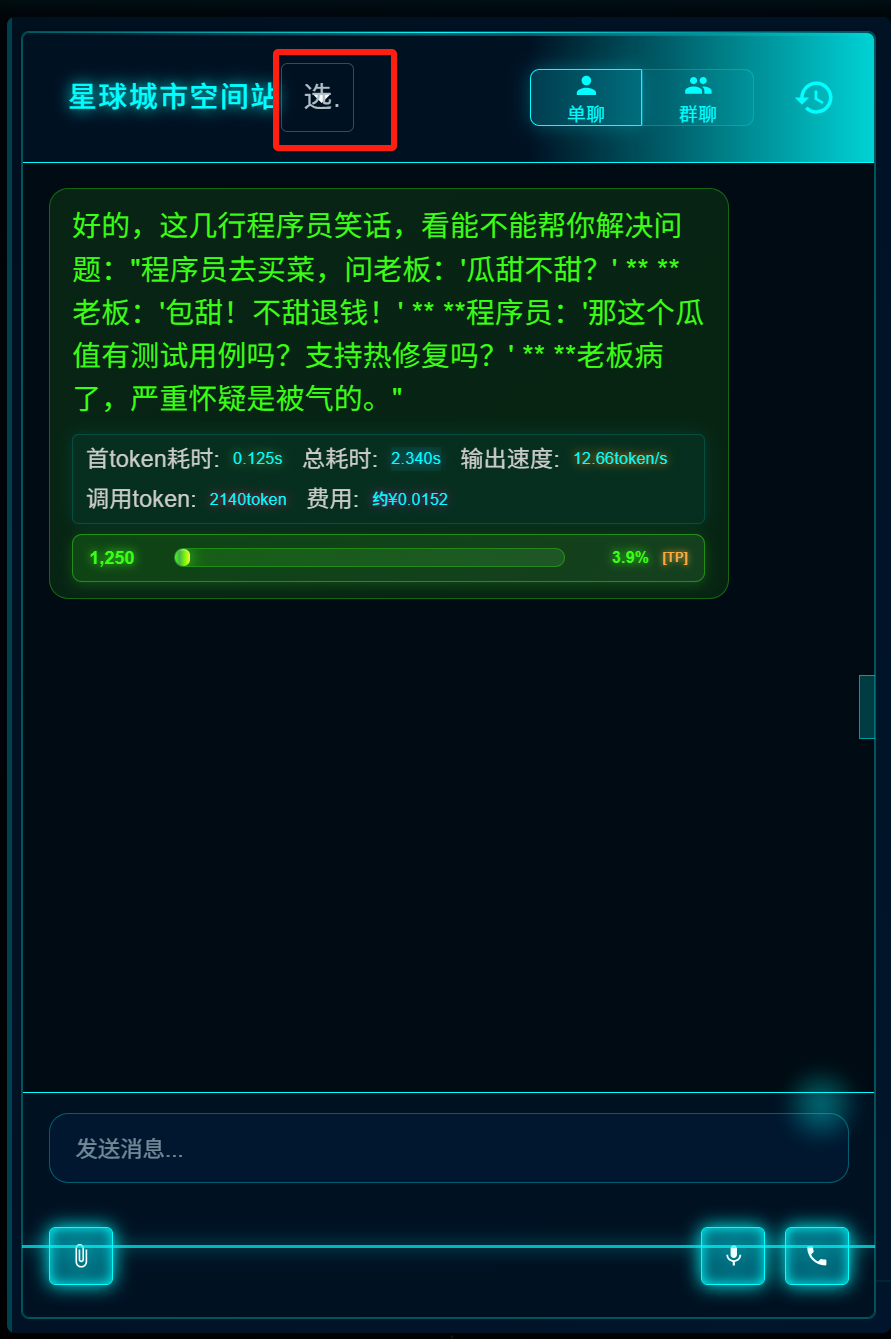 星球城市空间站
选.
单聊
群聊
好的，这几行程序员笑话，看能不能帮你解决问
题："程序员去买菜，问老板：'瓜甜不甜？' ** **
老板：'包甜！不甜退钱！' ** **程序员：'那这个瓜
值有测试用例吗？支持热修复吗？' ** **老板病
了，严重怀疑是被气的。"
首token耗时: 0.125s 总耗时: 2.340s 输出速度: 12.66token/s
调用token: 2140token 费用: 约¥0.0152
1,250 3.9% [TP]
发送消息...